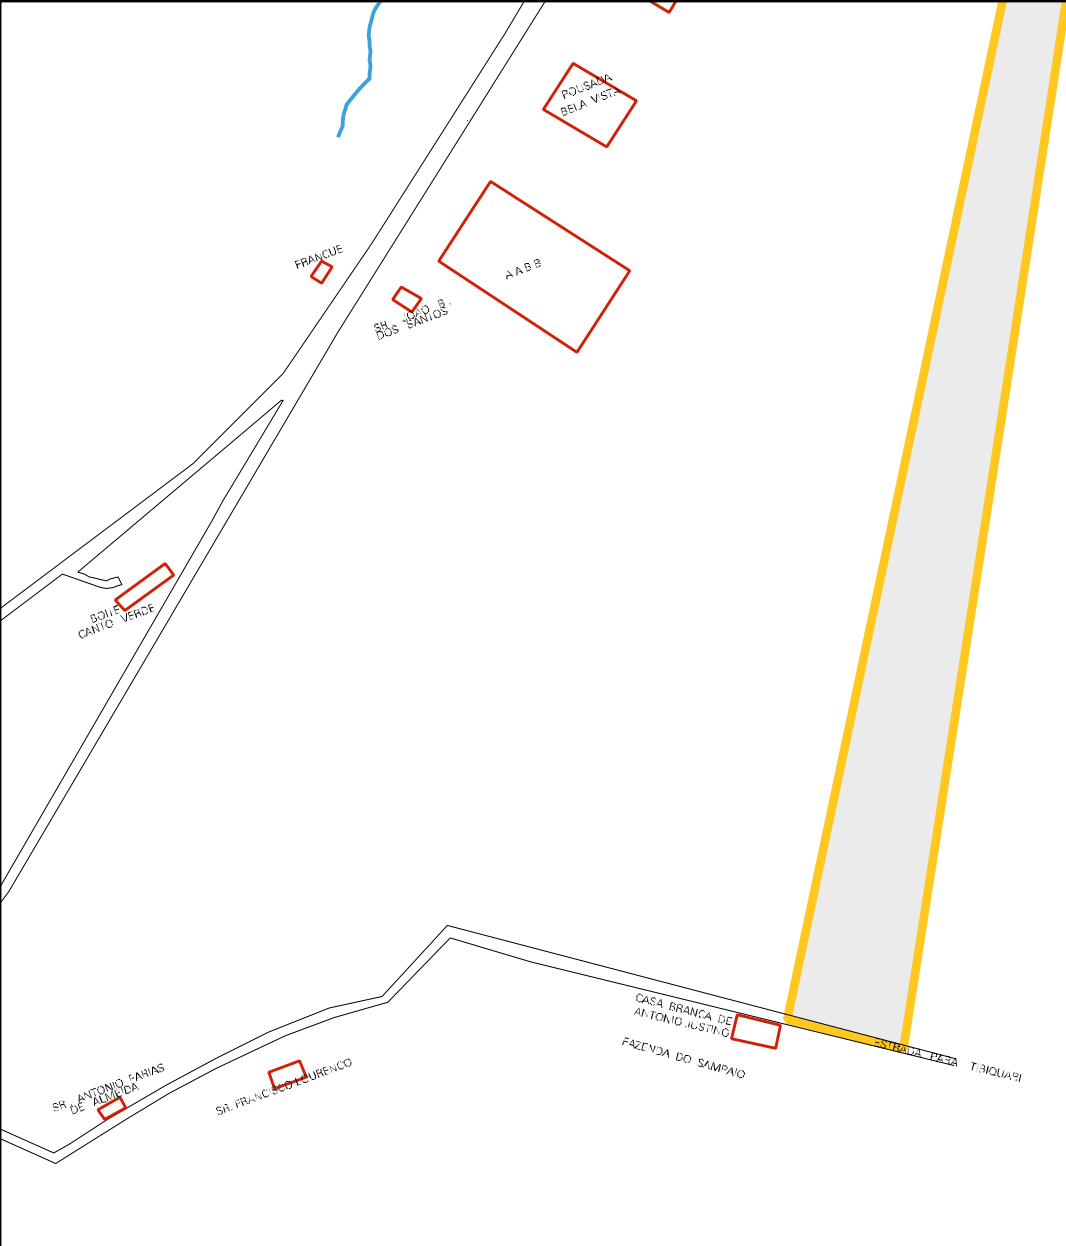 POUSADA
BELA VISTA
A A B B
FRANCUE
SR. JOAO B.
DOS SANTOS
BOITE
CANTO VERDE
CASA BRANCA DE
ANTONIO JUSTINO
FAZENDA DO SAMPAIO
ESTRADA PARA TIBIQUARI
SR. ANTONIO FARIAS
DE ALMEIDA
SR. FRANCISCO LOURENCO